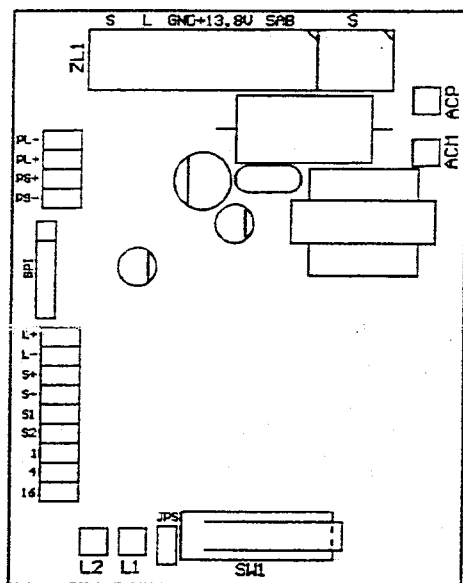 S L GND+13.8V SAB S
ZL1
ACP
ACM
PL-
PL+
PS+
PS-
BPI
L+
L-
S+
S-
S1
S2
1
4
16
JPS
L2 L1 SW1